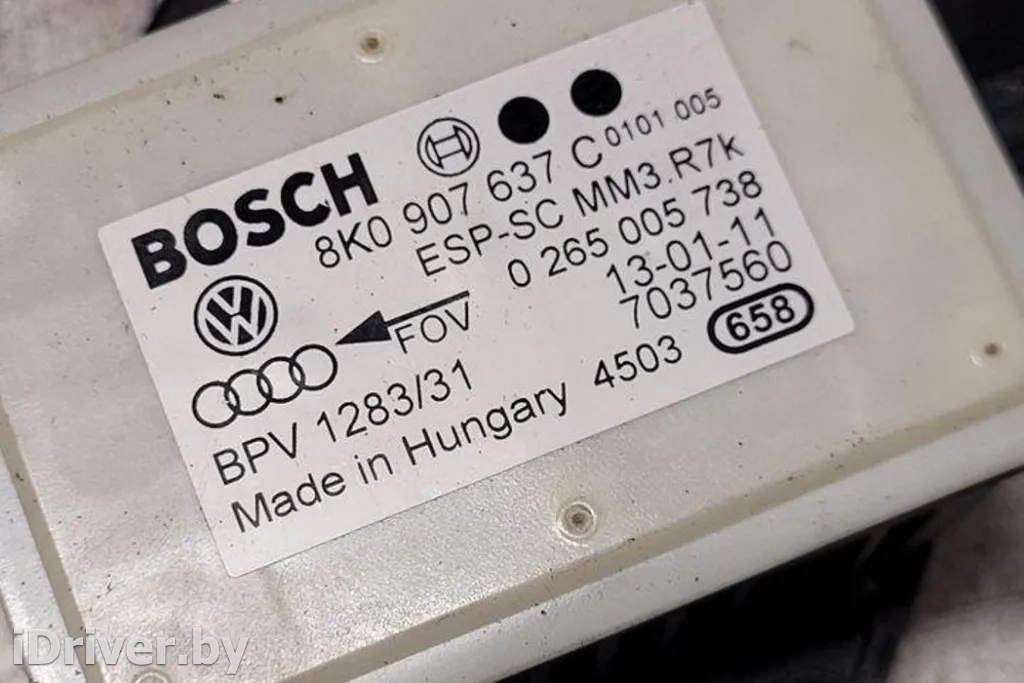 BOSCH
8K0 907 637 C 0101 005
ESP-SC MM3.R7k
0 265 005 738
13-01-11
FOV
7037560
BPV 1283/31
Made in Hungary 4503 658
iDriver.by